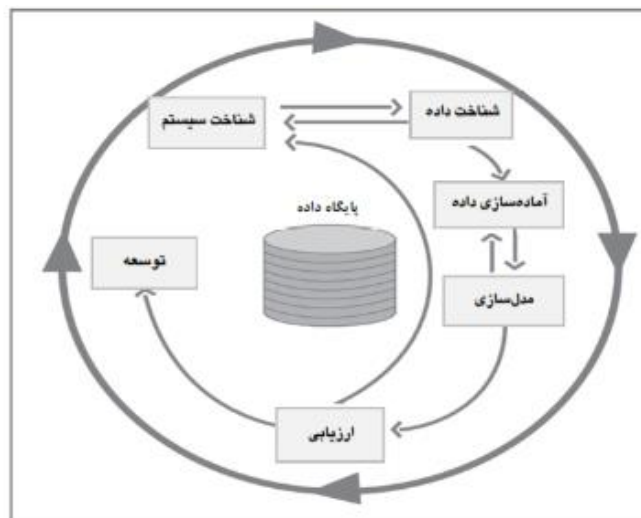 شناخت داده
شناخت سیستم
آماده‌سازی داده
پایگاه داده
توسعه
مدل‌سازی
ارزیابی